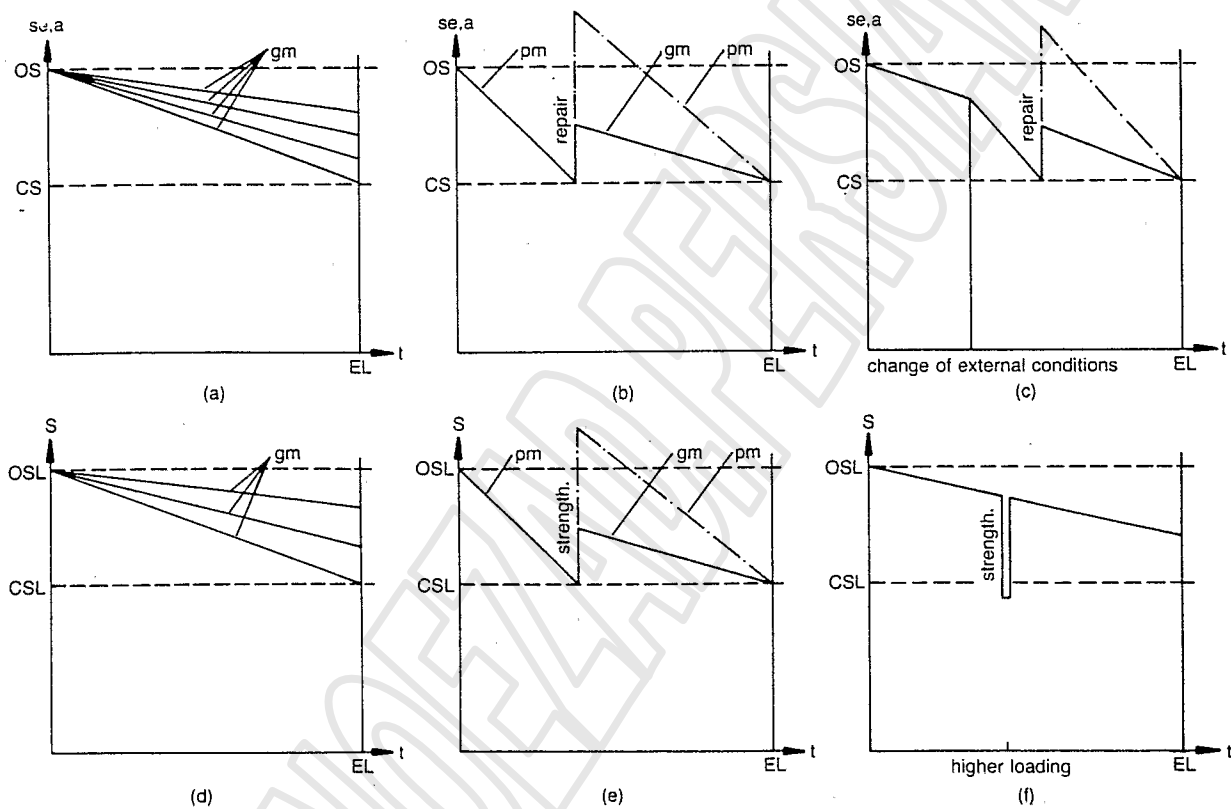 se,a
OS
gm
CS
t
EL
(a)
se,a
OS
pm
gm
pm
repair
CS
t
EL
(b)
se,a
OS
repair
CS
t
change of external conditions
EL
(c)
S
OSL
gm
CSL
t
EL
(d)
S
OSL
pm
gm
pm
strength.
CSL
t
EL
(e)
S
OSL
strength.
CSL
t
higher loading
EL
(f)